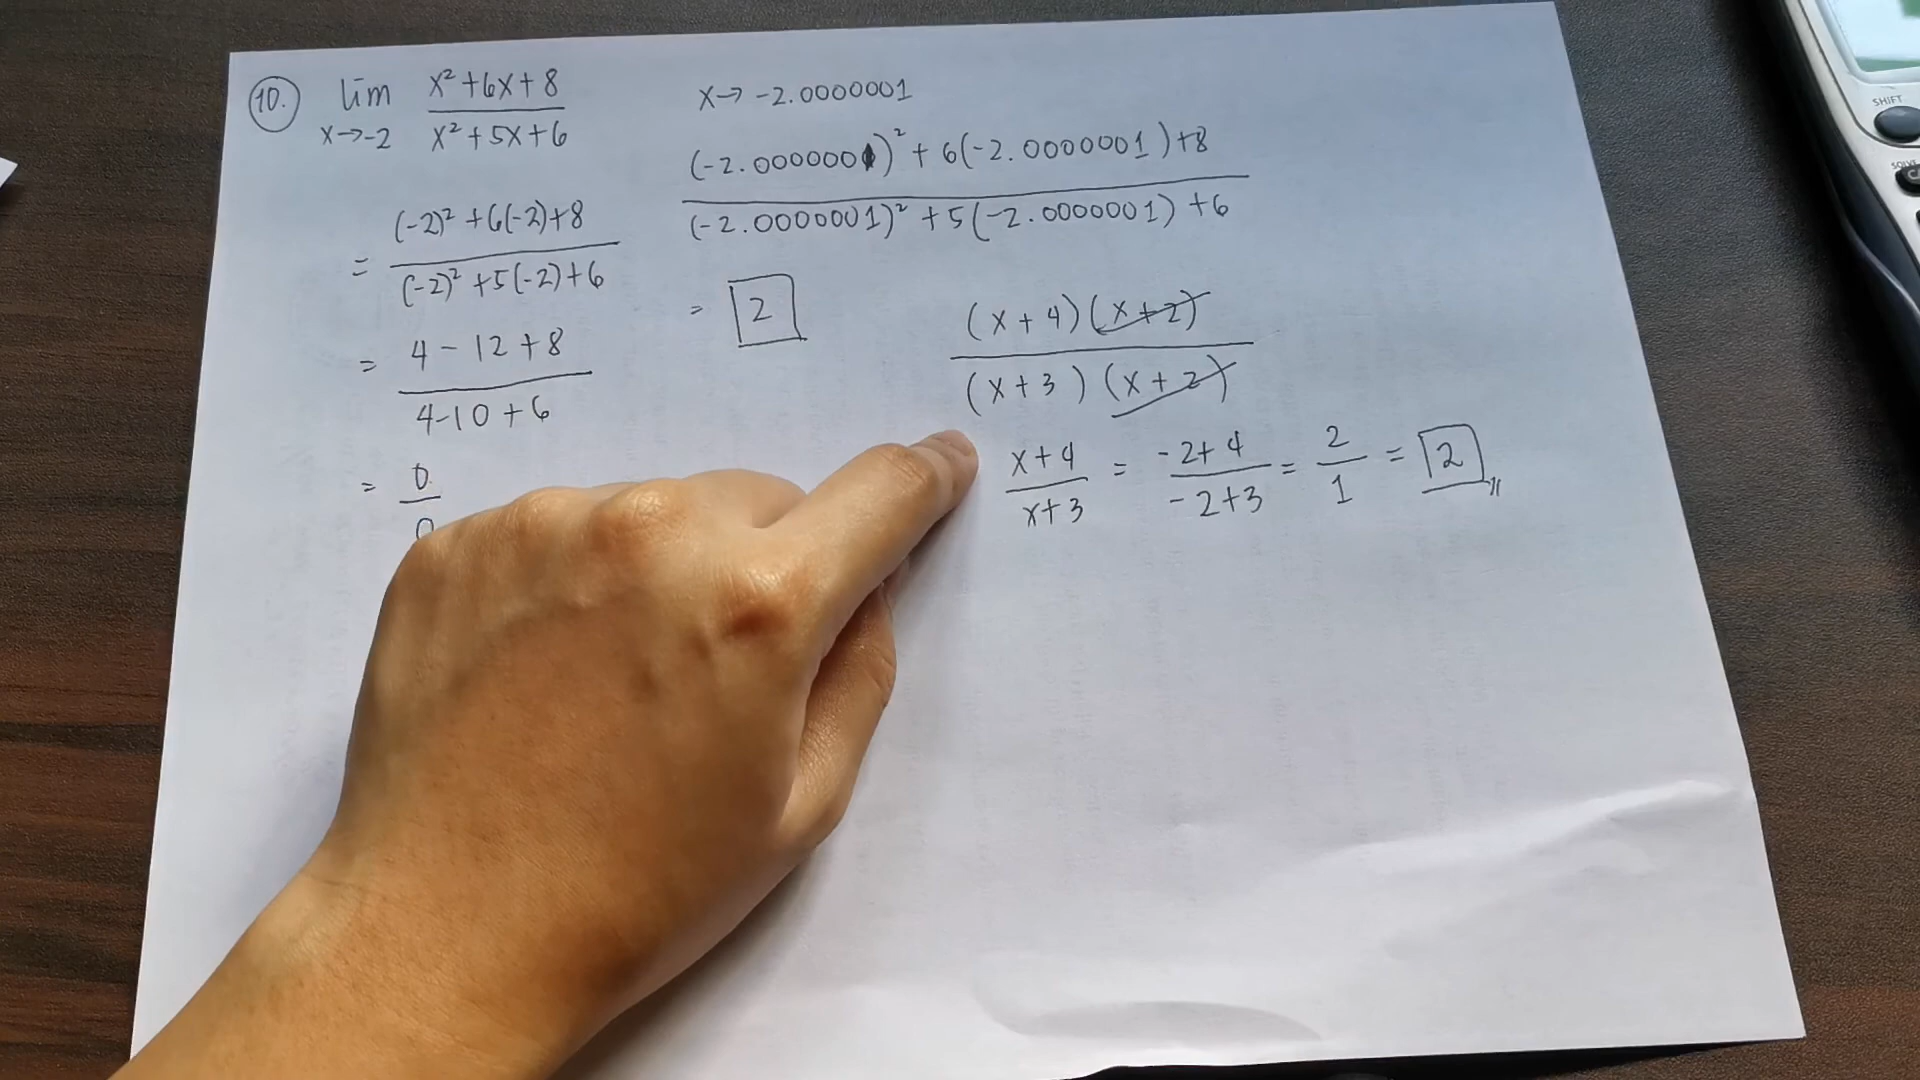 10. lim x²+6x+8
x→-2 x²+5x+6
= (-2)²+6(-2)+8
(-2)²+5(-2)+6
= 4-12+8
4-10+6
= 0
0
x→ -2.0000001
(-2.0000001)²+6(-2.0000001)+8
(-2.0000001)²+5(-2.0000001)+6
= 2
(x+4)(x+2)
(x+3)(x+2)
x+4 = -2+4 = 2 = 2
x+3 -2+3 1
SHIFT